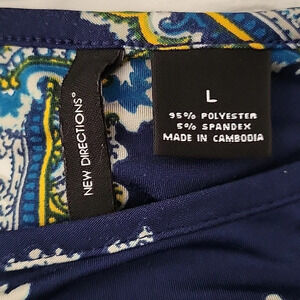 NEW DIRECTIONS®
L
95% POLYESTER
5% SPANDEX
MADE IN CAMBODIA